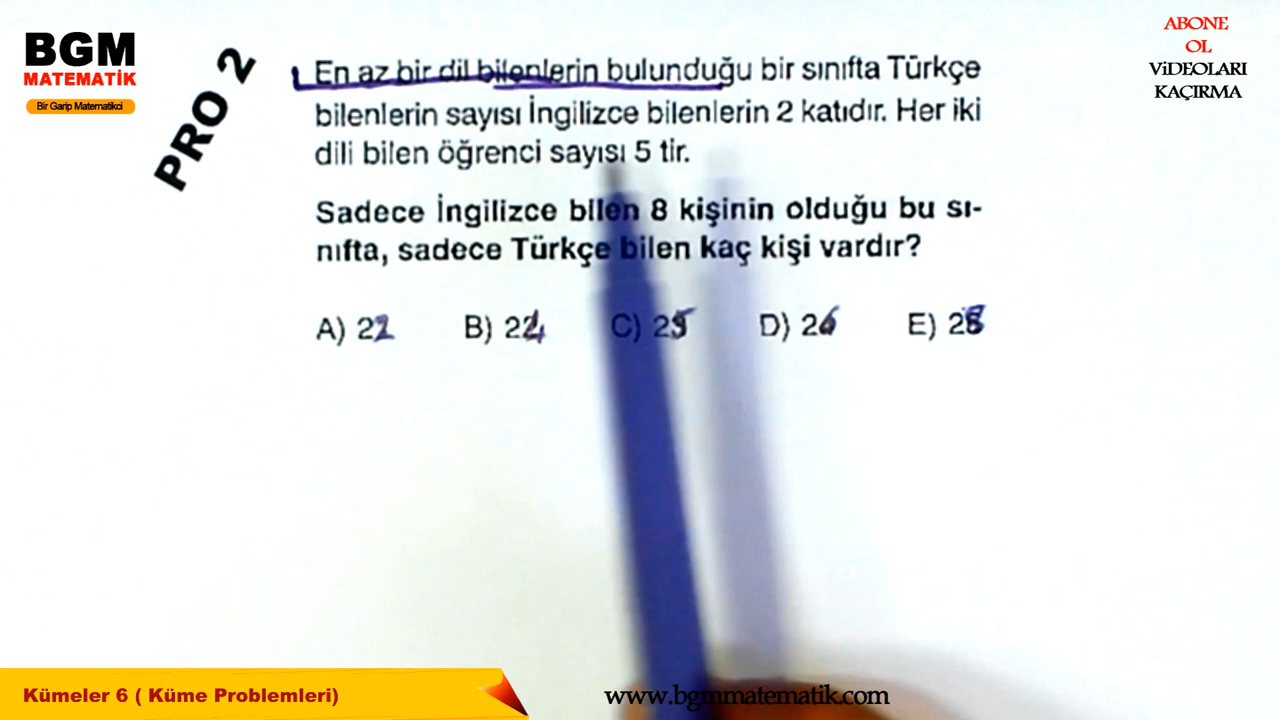 BGM
MATEMATİK
Bir Garip Matematikci
PRO 2
ABONE
OL
ViDEOLARI
KAÇIRMA
En az bir dil bilenlerin bulunduğu bir sınıfta Türkçe
bilenlerin sayısı İngilizce bilenlerin 2 katıdır. Her iki
dili bilen öğrenci sayısı 5 tir.
Sadece İngilizce bilen 8 kişinin olduğu bu sı-
nıfta, sadece Türkçe bilen kaç kişi vardır?
A) 21 B) 24 C) 25 D) 26 E) 28
Kümeler 6 ( Küme Problemleri)
www.bgmmatematik.com